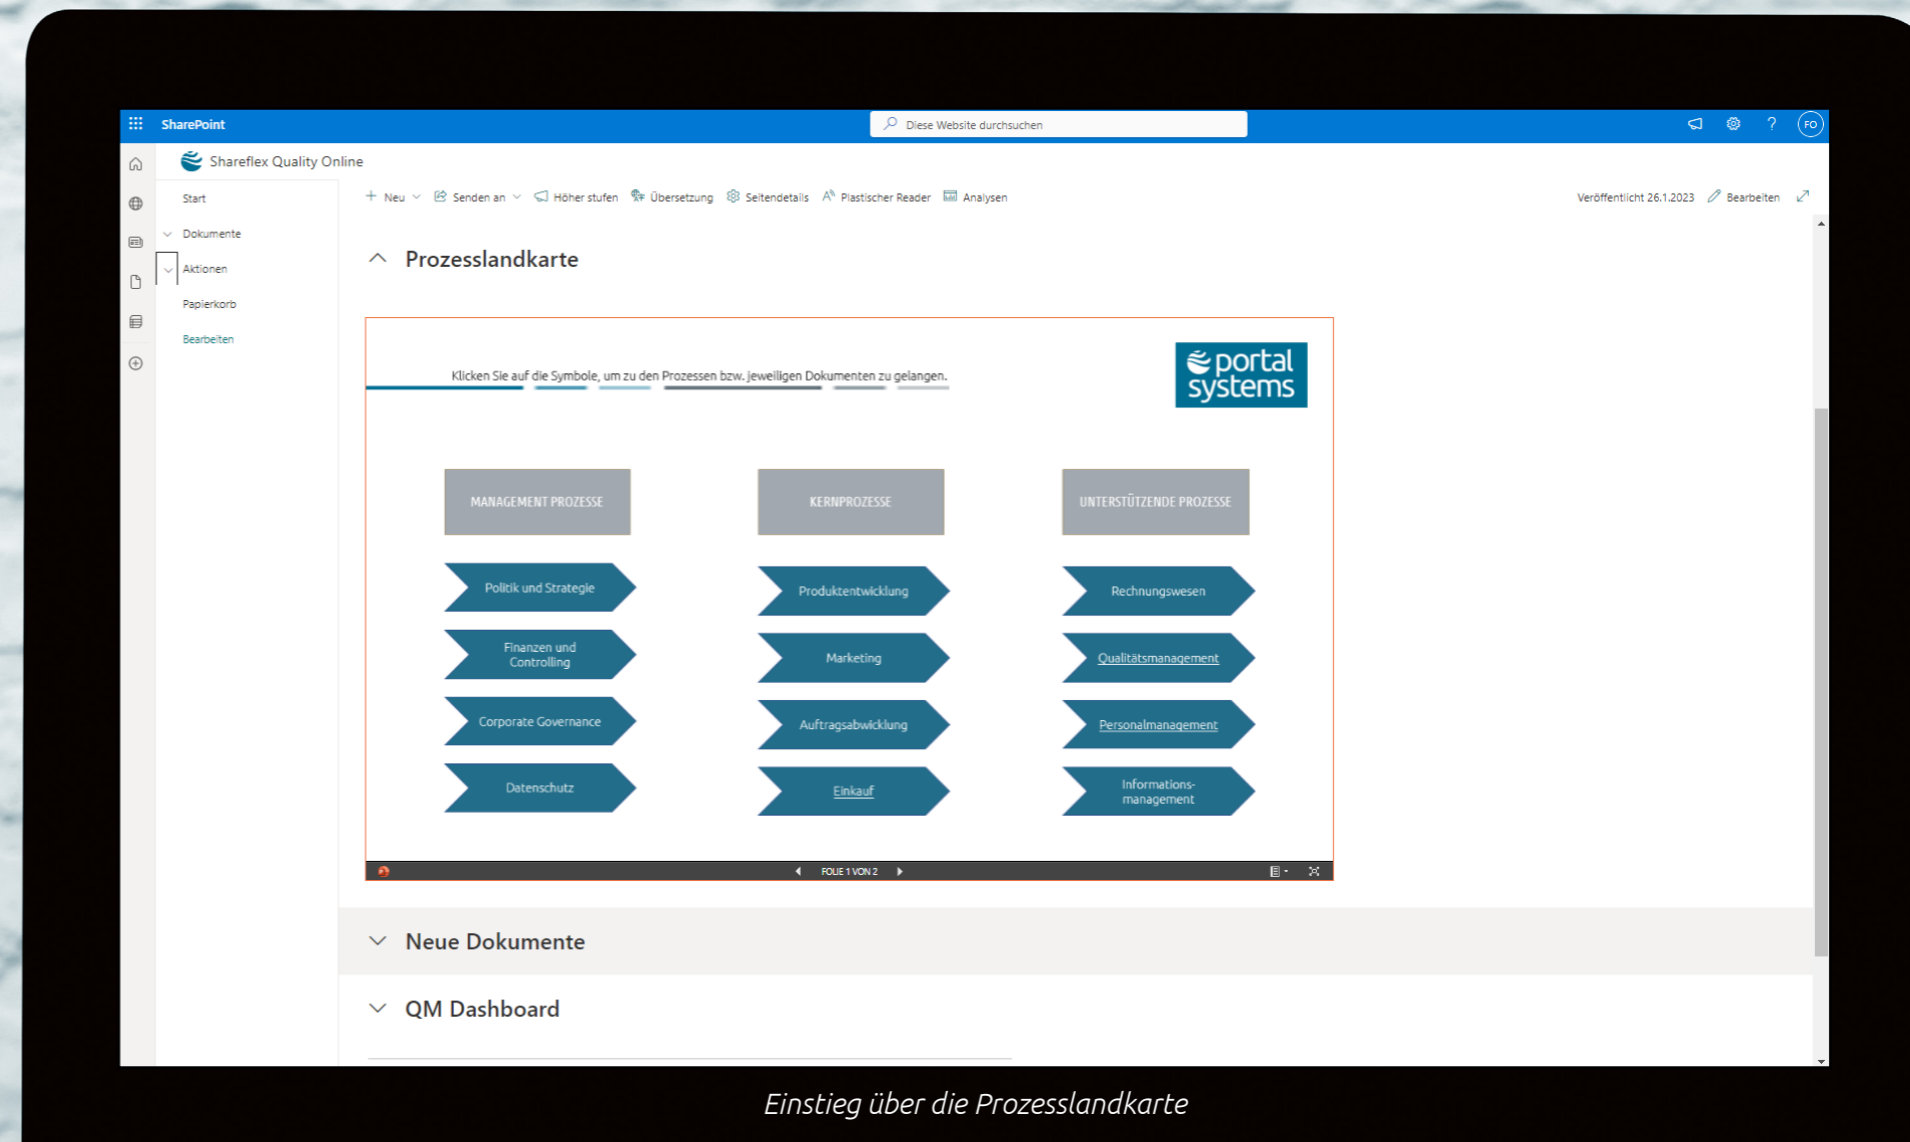 SharePoint
Diese Website durchsuchen
?
FO
Shareflex Quality Online
Start
Dokumente
Aktionen
Papierkorb
Bearbeiten
+ Neu
Senden an
Höher stufen
Übersetzung
Seitendetails
Plastischer Reader
Analysen
Veröffentlicht 26.1.2023
Bearbeiten
Prozesslandkarte
Klicken Sie auf die Symbole, um zu den Prozessen bzw. jeweiligen Dokumenten zu gelangen.
portal
systems
MANAGEMENT PROZESSE
Politik und Strategie
Finanzen und
Controlling
Corporate Governance
Datenschutz
KERNPROZESSE
Produktentwicklung
Marketing
Auftragsabwicklung
Einkauf
UNTERSTÜTZENDE PROZESSE
Rechnungswesen
Qualitätsmanagement
Personalmanagement
Informations-
management
FOLIE 1 VON 2
Neue Dokumente
QM Dashboard
Einstieg über die Prozesslandkarte